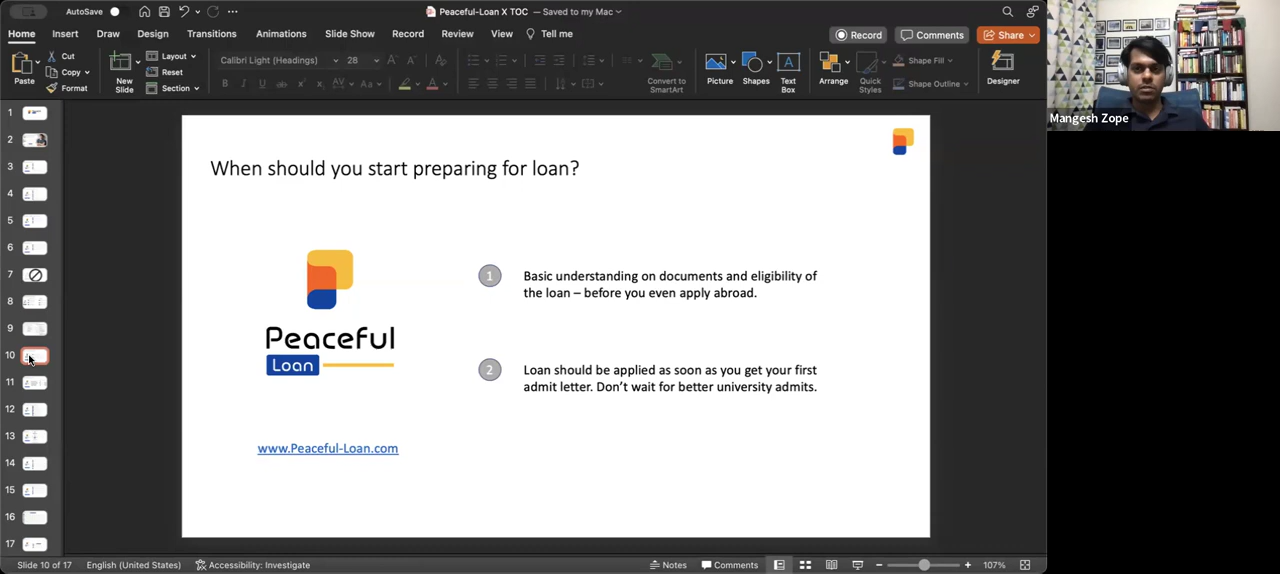 AutoSave
Peaceful-Loan X TOC — Saved to my Mac
Home Insert Draw Design Transitions Animations Slide Show Record Review View Tell me
Record Comments Share
Paste
Cut
Copy
Format
New
Slide
Layout
Reset
Section
Calibri Light (Headings) 28
Convert to
SmartArt
Picture
Shapes
Text
Box
Arrange
Quick
Styles
Shape Fill
Shape Outline
Designer
Mangesh Zope
1
2
3
4
5
6
7
8
9
10
11
12
13
14
15
16
17
When should you start preparing for loan?
Peaceful
Loan
www.Peaceful-Loan.com
1
Basic understanding on documents and eligibility of
the loan – before you even apply abroad.
2
Loan should be applied as soon as you get your first
admit letter. Don't wait for better university admits.
Slide 10 of 17 English (United States) Accessibility: Investigate Notes Comments 107%